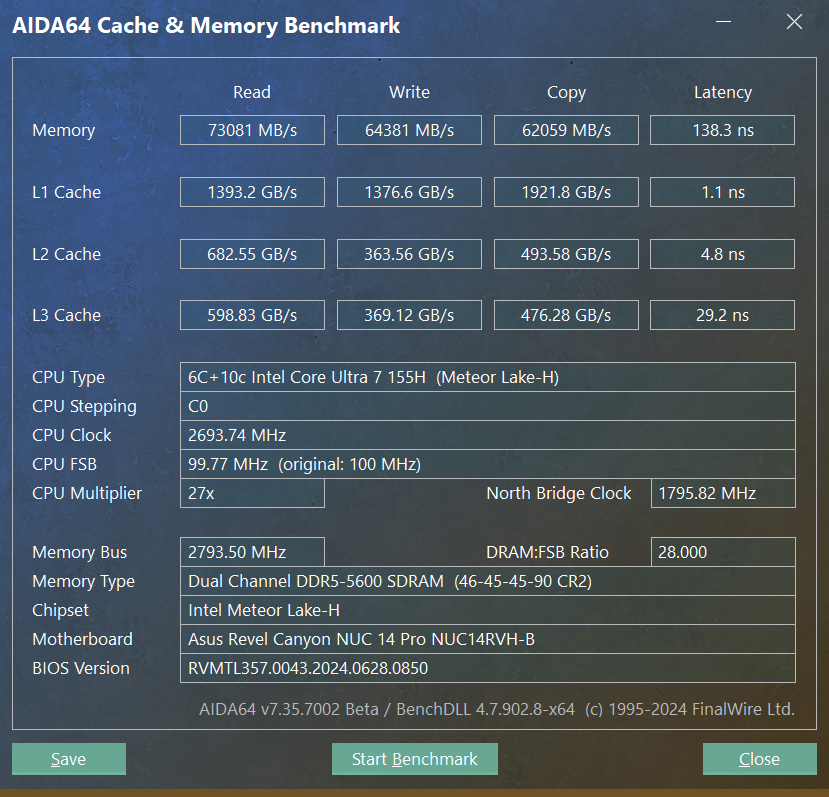 AIDA64 Cache & Memory Benchmark
Read Write Copy Latency
Memory 73081 MB/s 64381 MB/s 62059 MB/s 138.3 ns
L1 Cache 1393.2 GB/s 1376.6 GB/s 1921.8 GB/s 1.1 ns
L2 Cache 682.55 GB/s 363.56 GB/s 493.58 GB/s 4.8 ns
L3 Cache 598.83 GB/s 369.12 GB/s 476.28 GB/s 29.2 ns
CPU Type 6C+10c Intel Core Ultra 7 155H (Meteor Lake-H)
CPU Stepping C0
CPU Clock 2693.74 MHz
CPU FSB 99.77 MHz (original: 100 MHz)
CPU Multiplier 27x North Bridge Clock 1795.82 MHz
Memory Bus 2793.50 MHz DRAM:FSB Ratio 28.000
Memory Type Dual Channel DDR5-5600 SDRAM (46-45-45-90 CR2)
Chipset Intel Meteor Lake-H
Motherboard Asus Revel Canyon NUC 14 Pro NUC14RVH-B
BIOS Version RVMTL357.0043.2024.0628.0850
AIDA64 v7.35.7002 Beta / BenchDLL 4.7.902.8-x64 (c) 1995-2024 FinalWire Ltd.
Save Start Benchmark Close